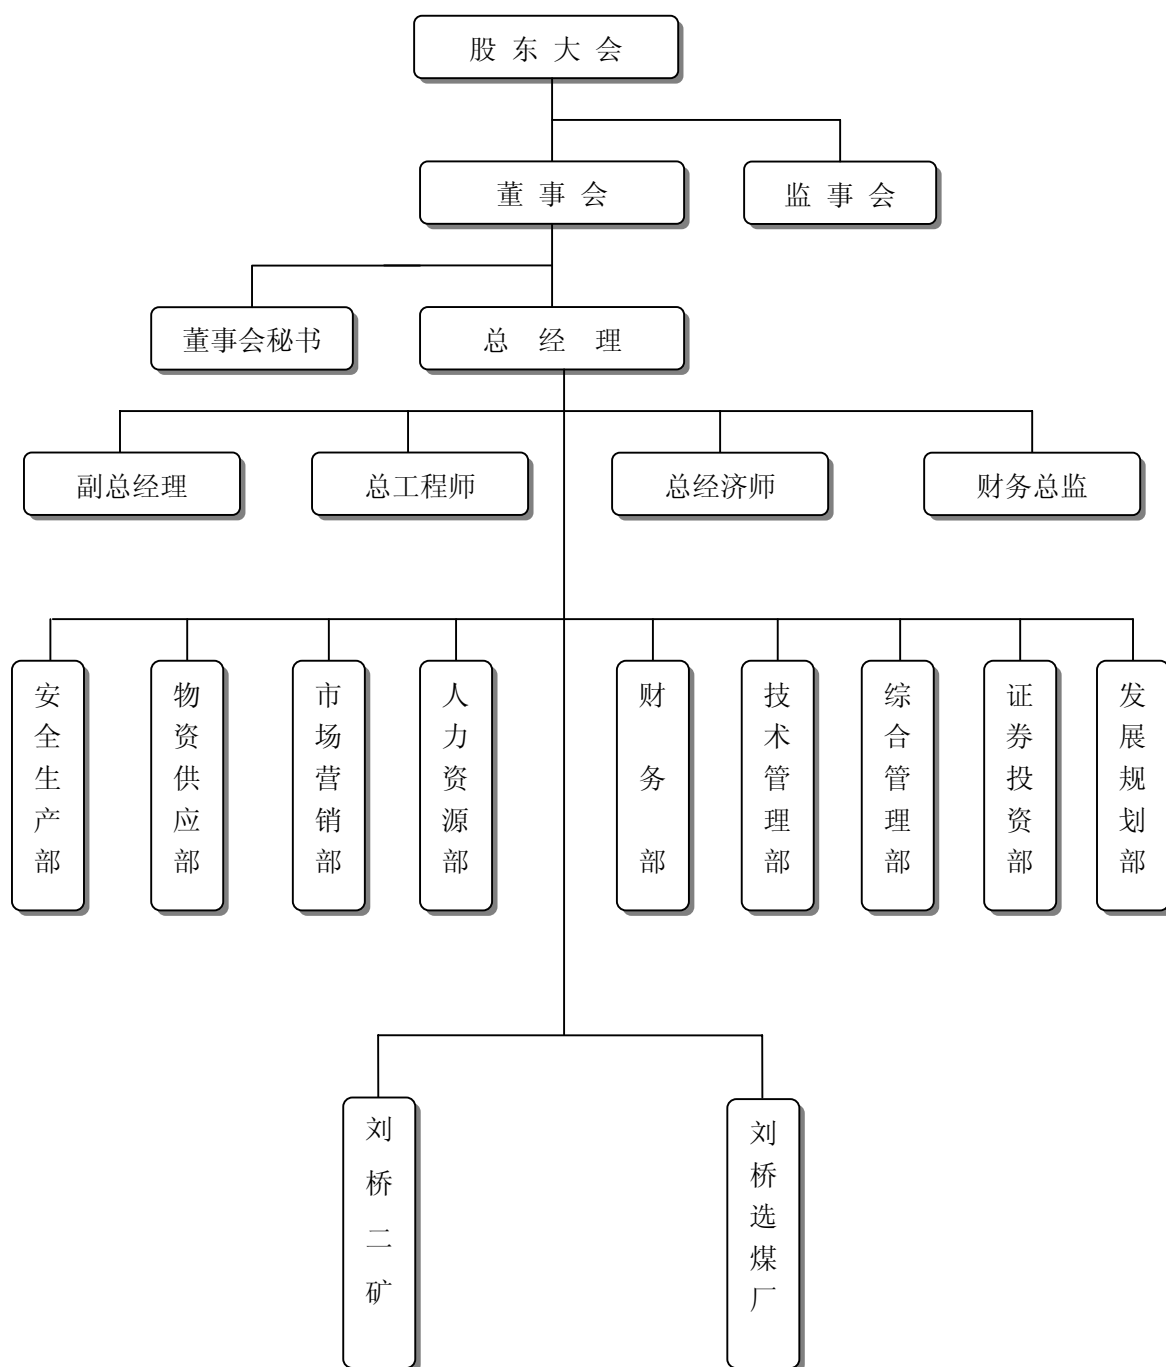 股东大会
董事会
监事会
董事会秘书
总经理
副总经理
总工程师
总经济师
财务总监
安全生产部
物资供应部
市场营销部
人力资源部
财务部
技术管理部
综合管理部
证券投资部
发展规划部
刘桥二矿
刘桥选煤厂